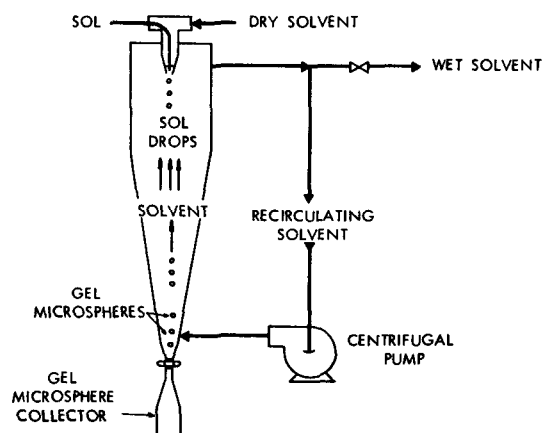 SOL
DRY SOLVENT
WET SOLVENT
SOL
DROPS
SOLVENT
RECIRCULATING
SOLVENT
GEL
MICROSPHERES
CENTRIFUGAL
PUMP
GEL
MICROSPHERE
COLLECTOR